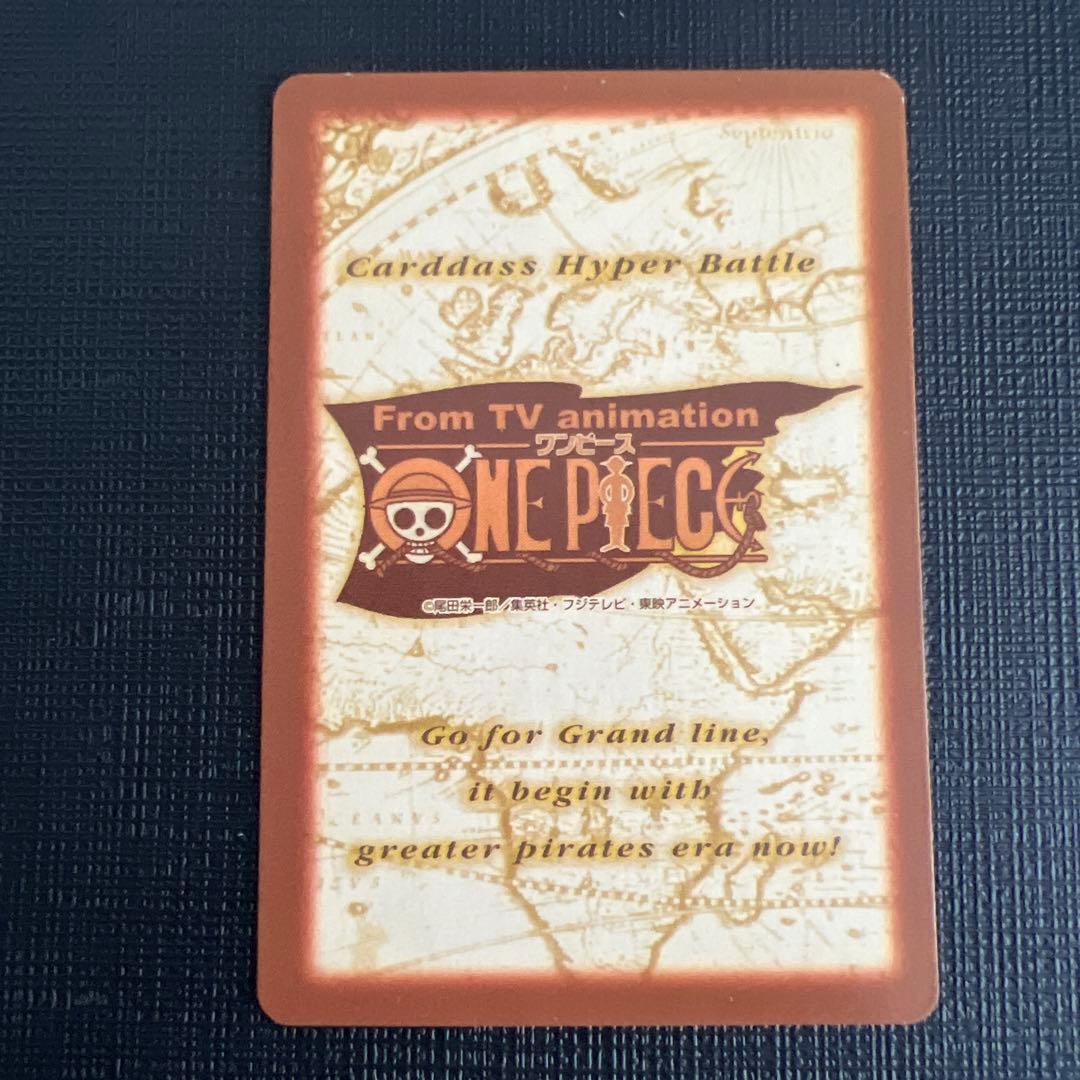 Septentrio
Carddass Hyper Battle
From TV animation
ワンピース
ONE PIECE
©尾田栄一郎/集英社・フジテレビ・東映アニメーション
Go for Grand line,
it begin with
greater pirates era now!